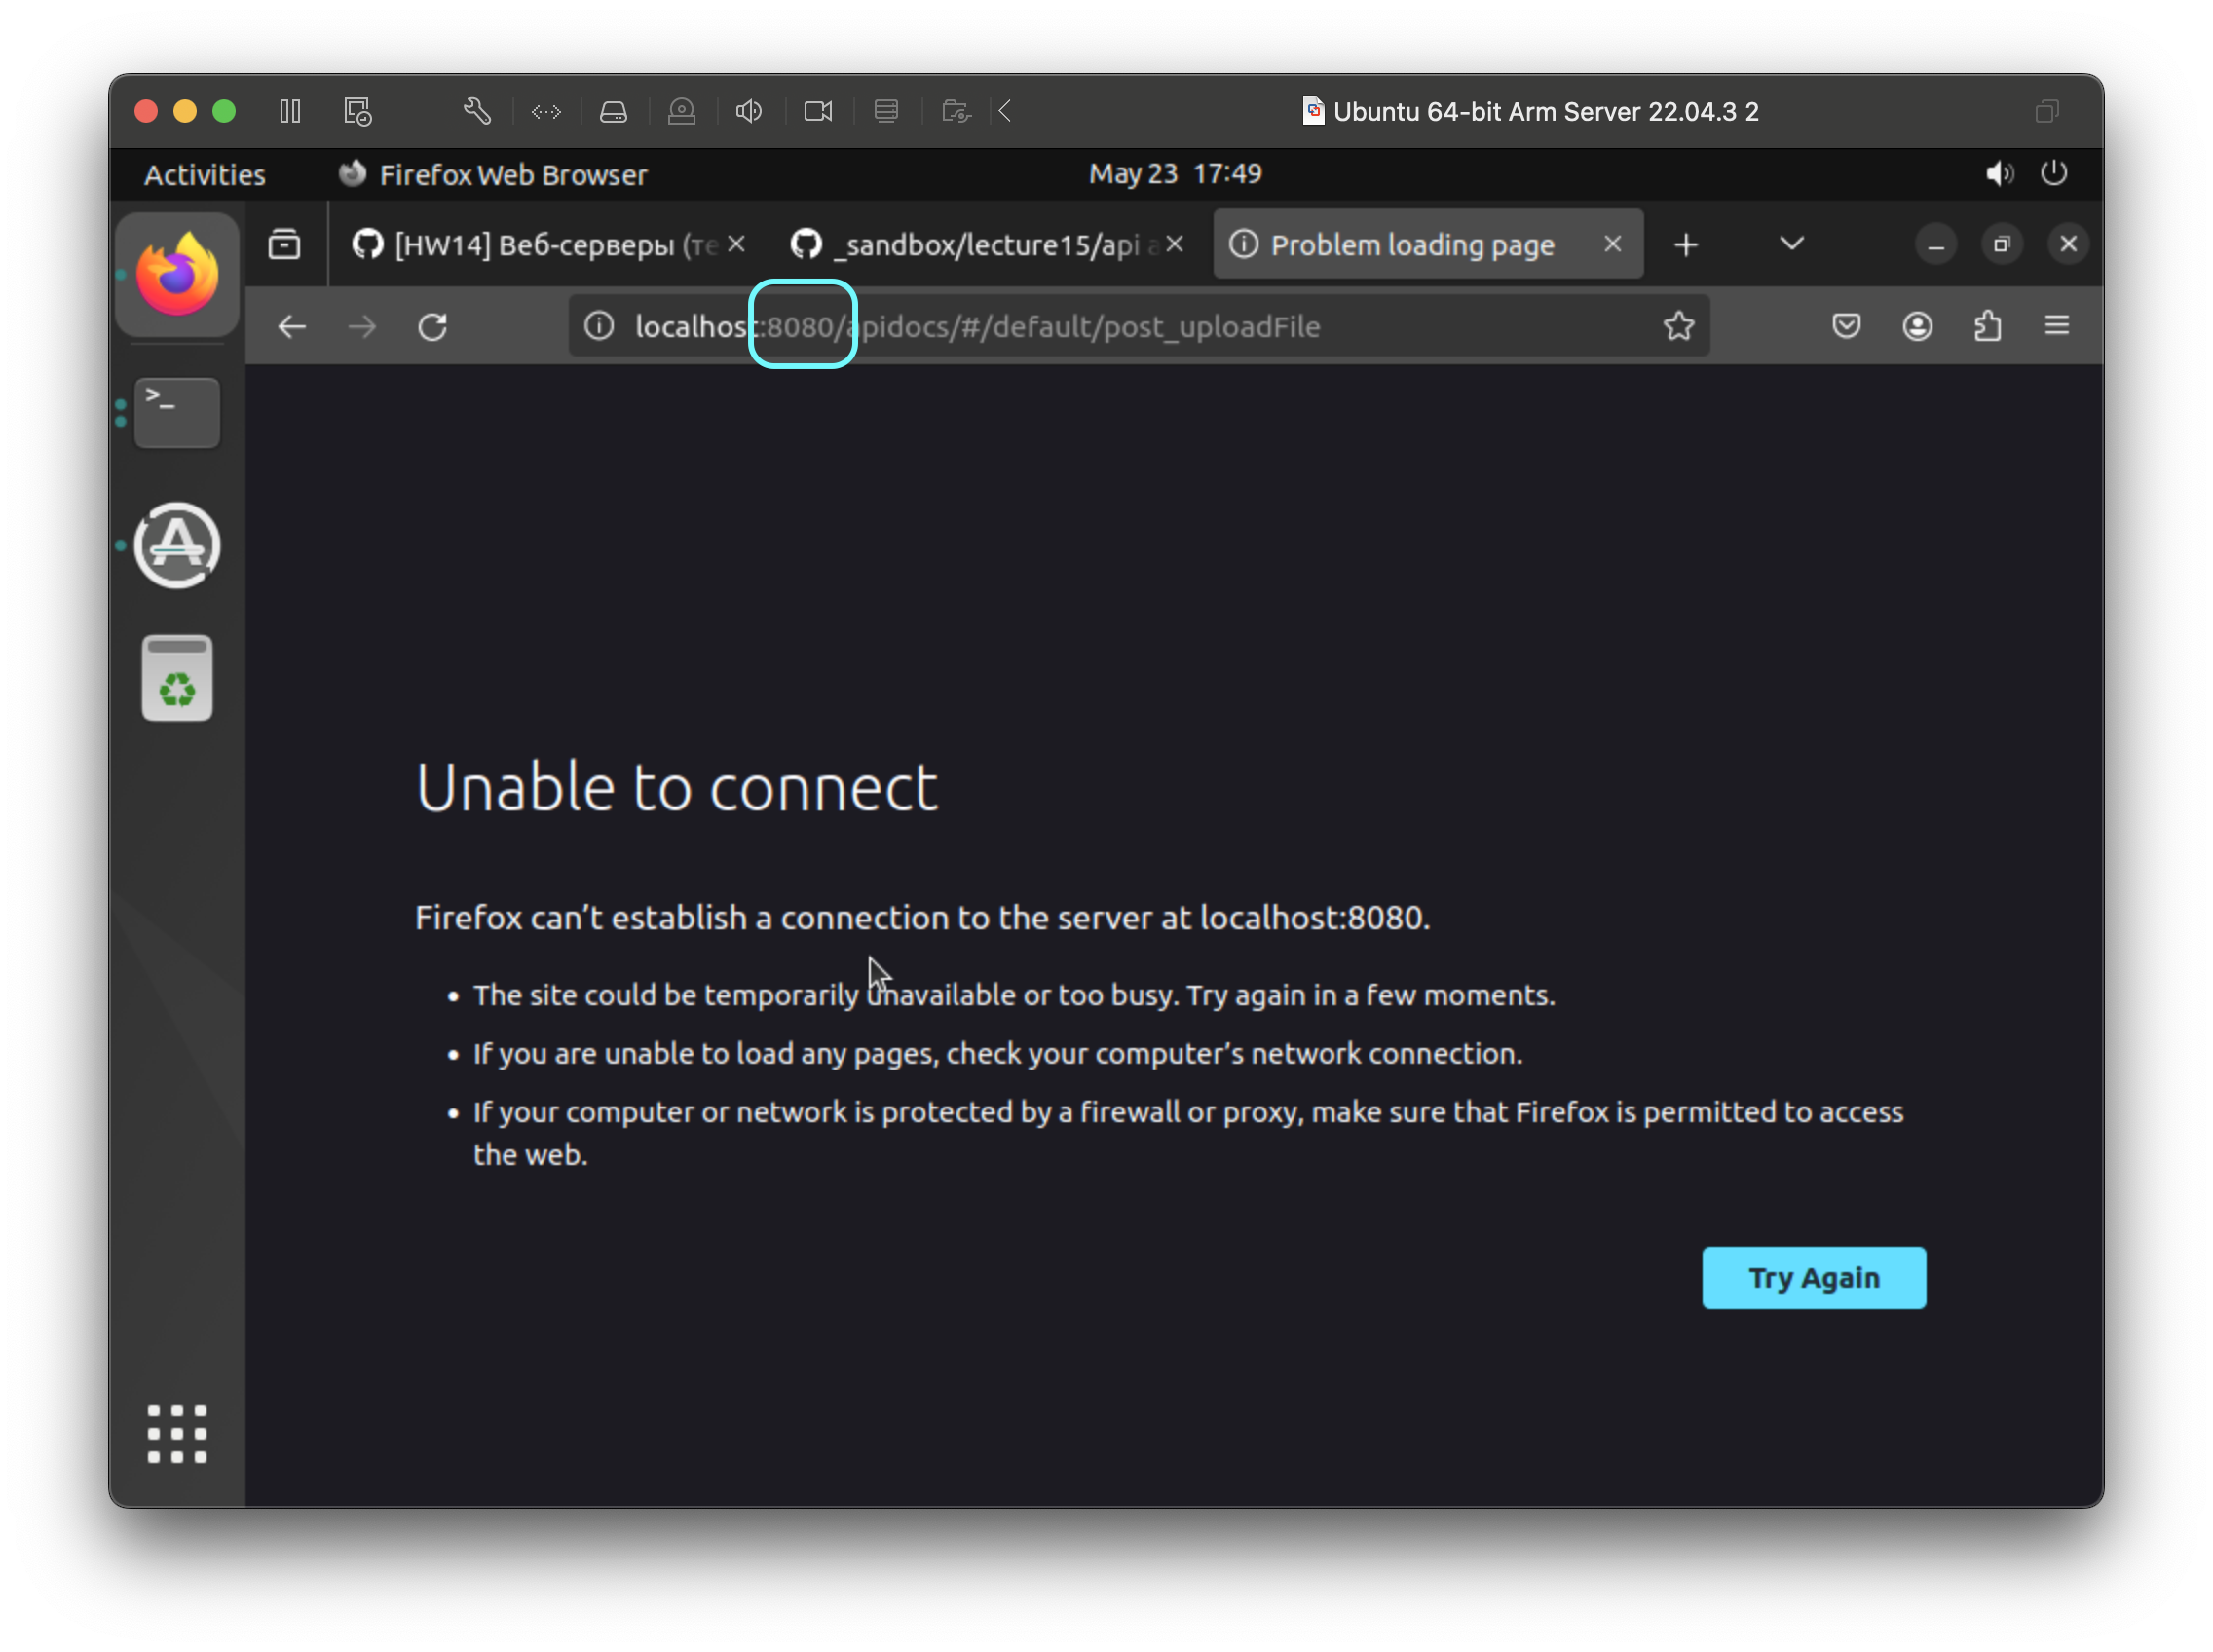 Ubuntu 64-bit Arm Server 22.04.3 2
Activities Firefox Web Browser May 23 17:49
[HW14] Веб-серверы (те _sandbox/lecture15/api a Problem loading page
localhost:8080/apidocs/#/default/post_uploadFile
>_
Unable to connect
Firefox can’t establish a connection to the server at localhost:8080.
• The site could be temporarily unavailable or too busy. Try again in a few moments.
• If you are unable to load any pages, check your computer’s network connection.
• If your computer or network is protected by a firewall or proxy, make sure that Firefox is permitted to access
the web.
Try Again